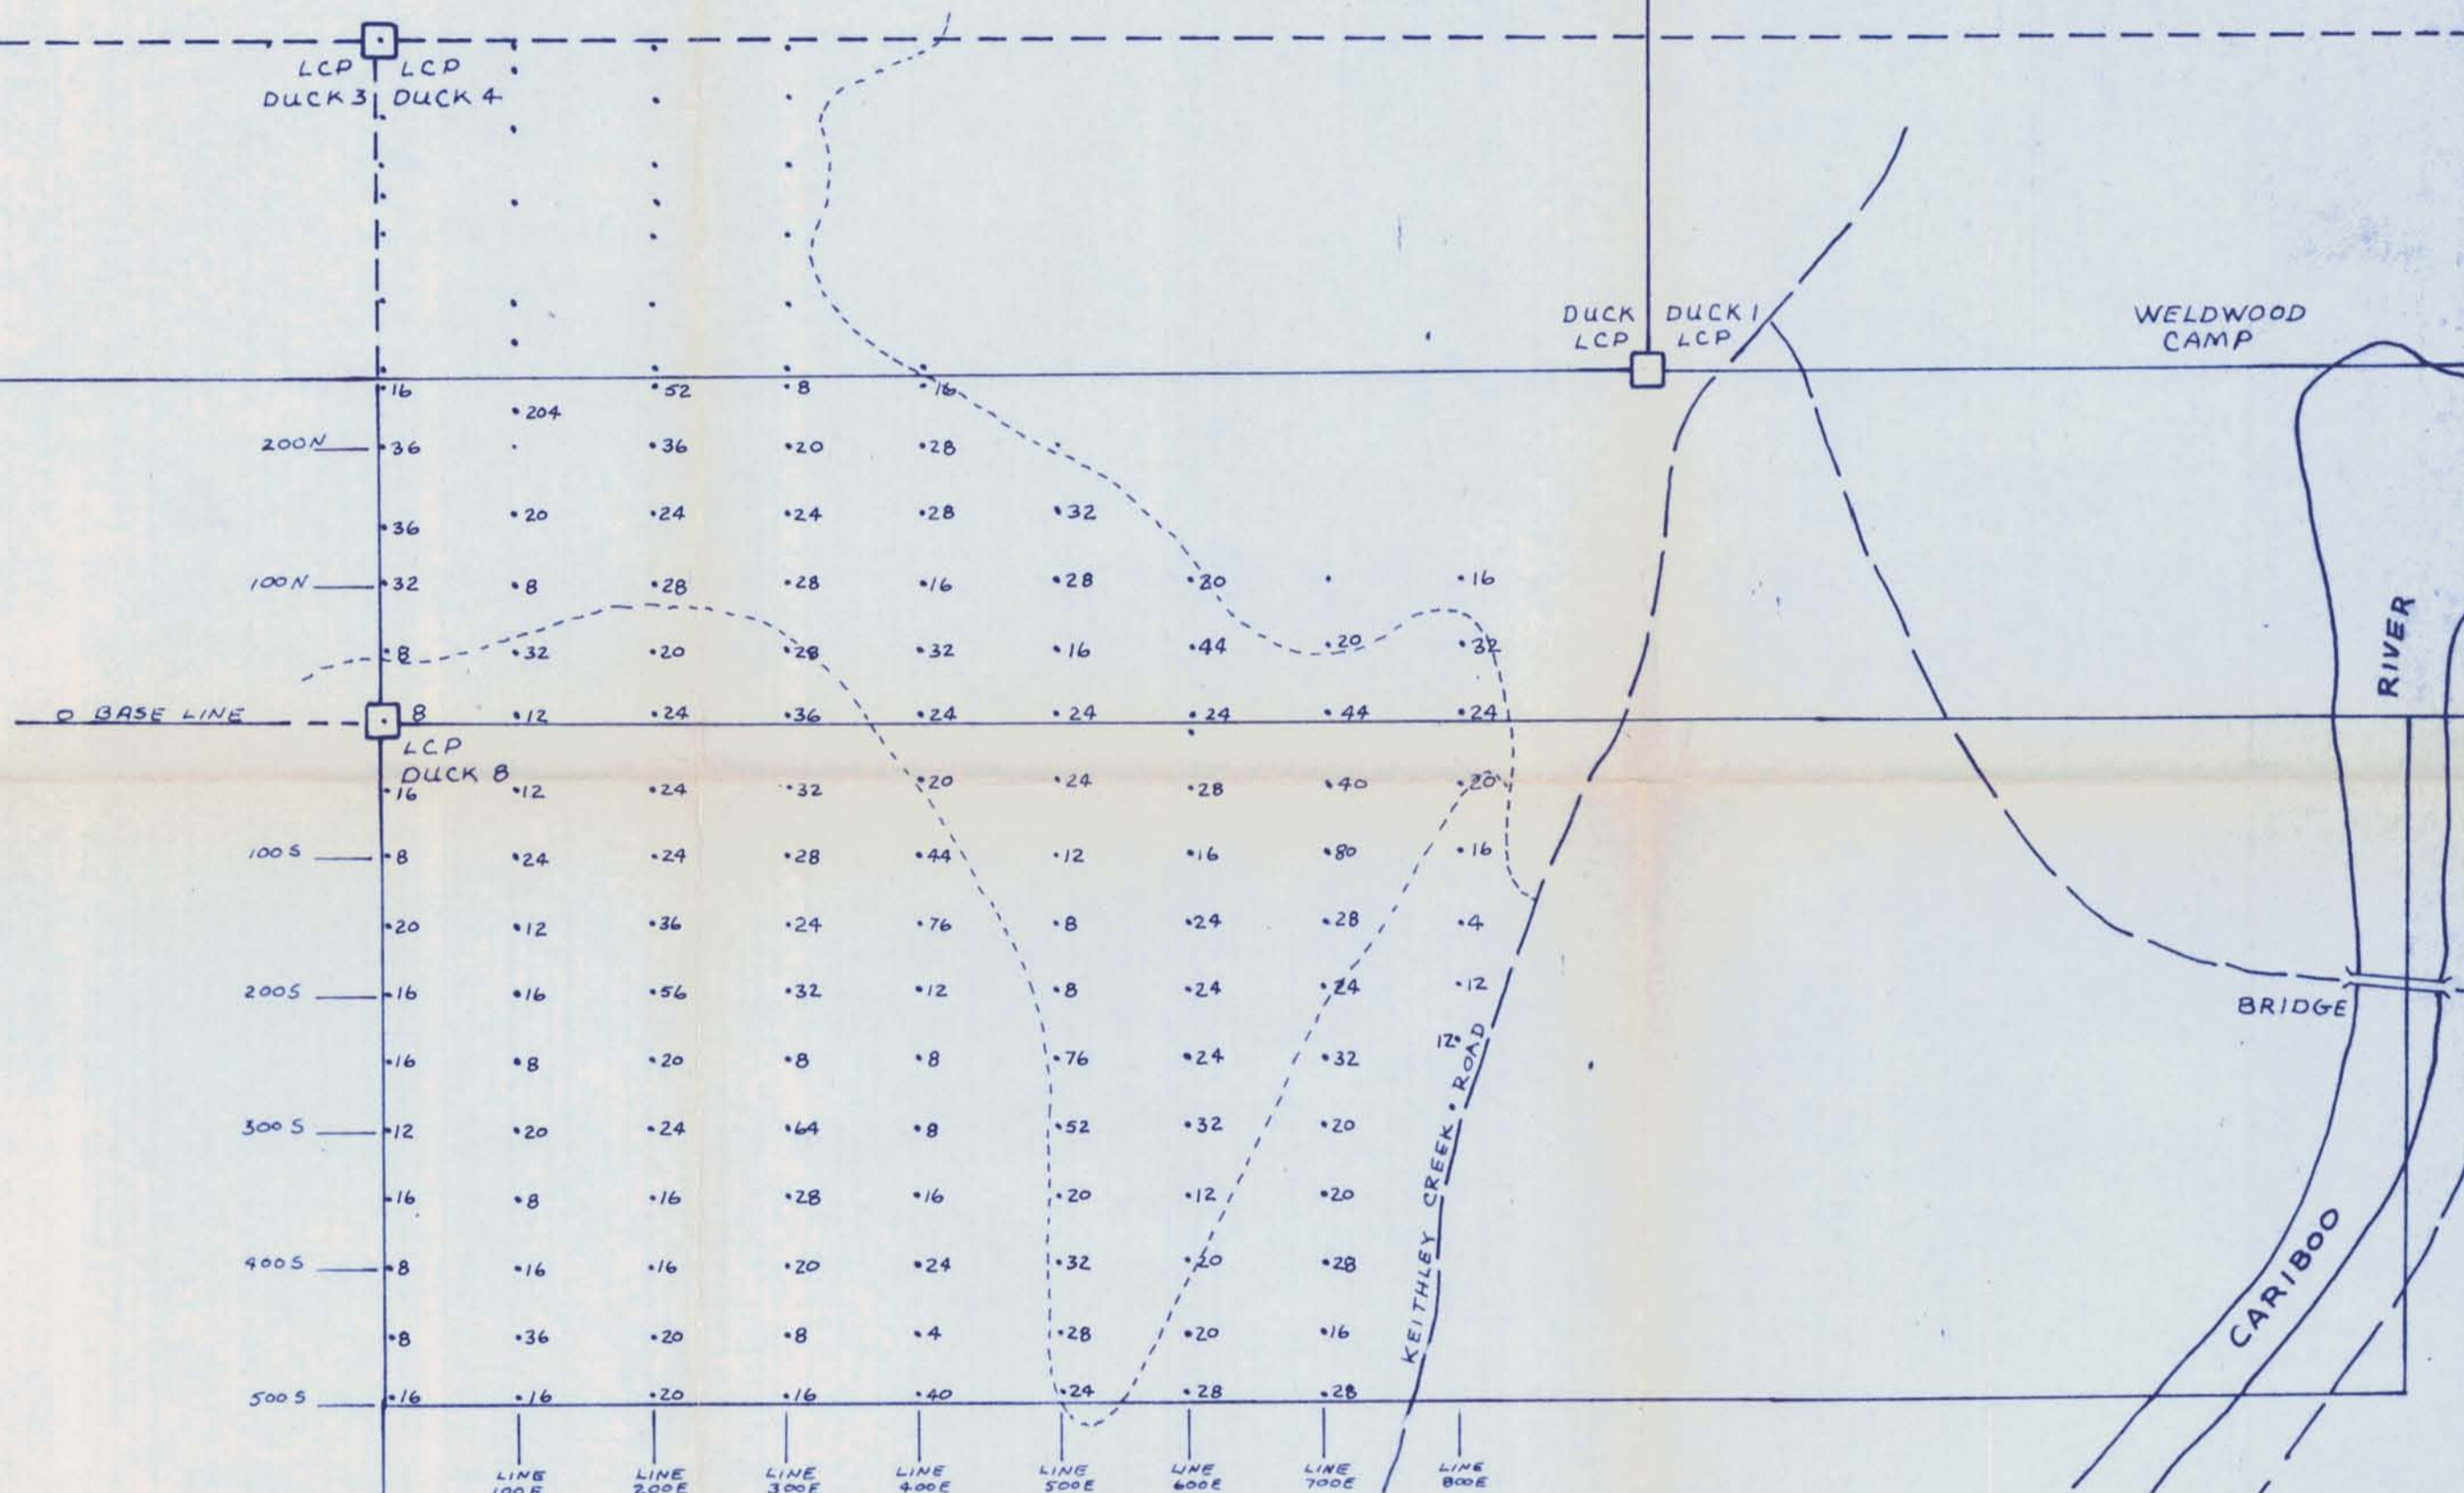 LCP LCP
DUCK 3 DUCK 4
DUCK DUCK 1
LCP LCP
WELDWOOD
CAMP
16 52 8 16
204
200N 36 36 20 28
20 24 24 28 32
36
100N 32 8 28 28 16 28 20 16
8 32 20 28 32 16 44 20 32
RIVER
0 BASE LINE 8 12 24 36 24 24 24 44 24
LCP
DUCK 8
16 12 24 32 20 24 28 40 20
100S 8 24 24 28 44 12 16 80 16
20 12 36 24 76 8 24 28 4
200S 16 16 56 32 12 8 24 24 12
BRIDGE
12
16 8 20 8 8 76 24 32
300S 12 20 24 64 8 52 32 20
KEITHLEY CREEK ROAD
16 8 16 28 16 20 12 20
400S 8 16 16 20 24 32 20 28
CARIBOO
8 36 20 8 4 28 20 16
500S 16 16 20 16 40 24 28 28
LINE LINE LINE LINE LINE LINE LINE LINE
100E 200E 300E 400E 500E 600E 700E 800E